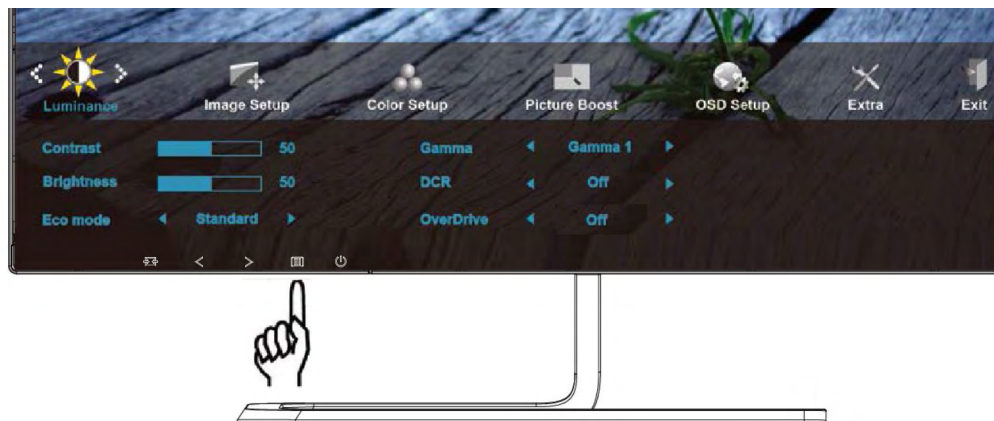 Luminance Image Setup Color Setup Picture Boost OSD Setup Extra Exit
Contrast 50 Gamma Gamma 1
Brightness 50 DCR Off
Eco mode Standard OverDrive Off